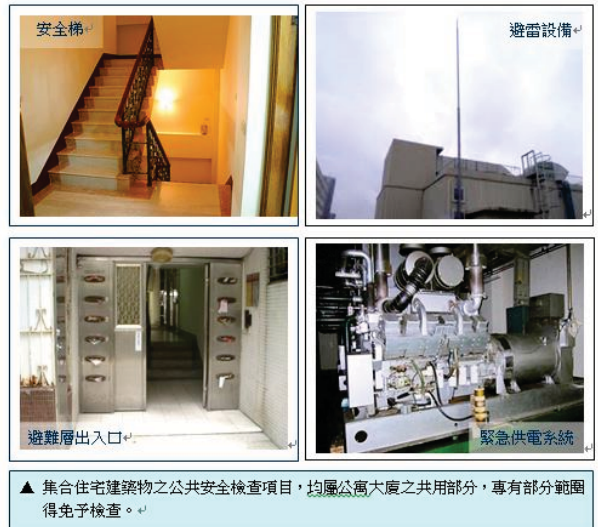 安全梯
避雷設備
避難層出入口
緊急供電系統
▲ 集合住宅建築物之公共安全檢查項目，均屬公寓大廈之共用部分，專有部分範圍
得免予檢查。